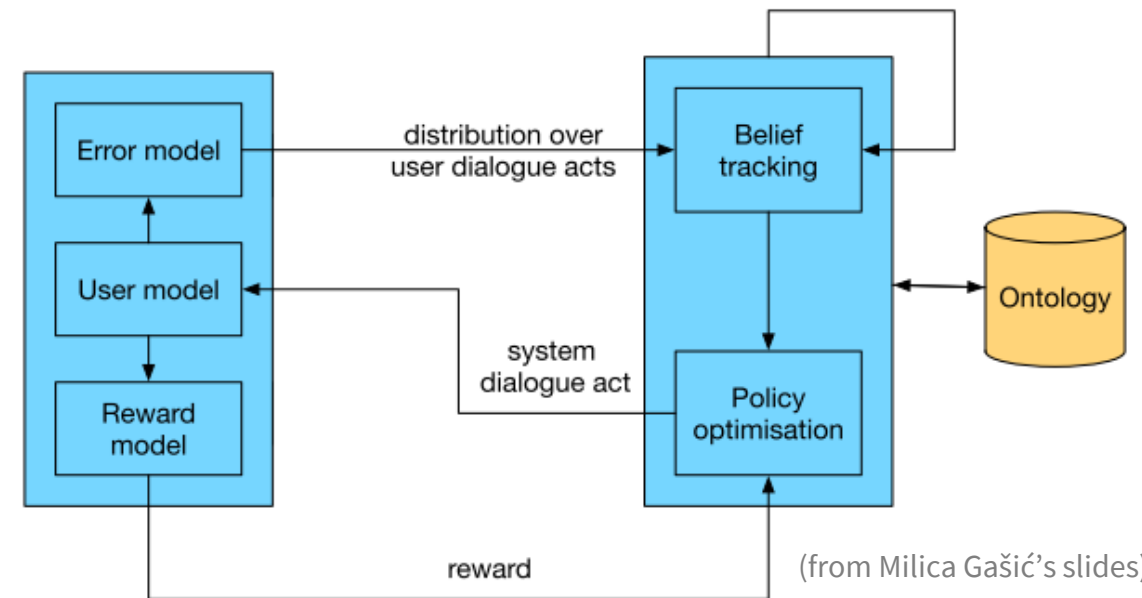 Error model
User model
Reward
model
distribution over
user dialogue acts
system
dialogue act
reward
Belief
tracking
Policy
optimisation
Ontology
(from Milica Gašić’s slides)